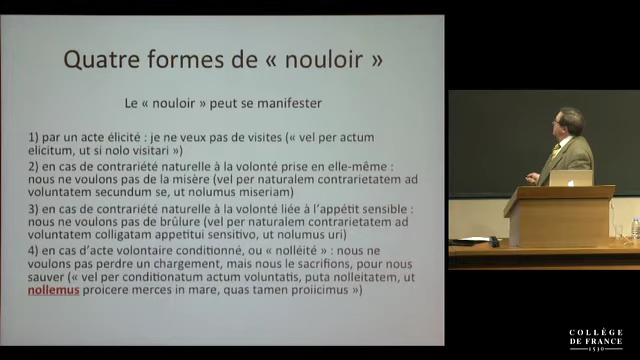 Quatre formes de « nouloir »
Le « nouloir » peut se manifester
1) par un acte élicité : je ne veux pas de visites (« vel per actum
elicitum, ut si nolo visitari »)
2) en cas de contrariété naturelle à la volonté prise en elle-même :
nous ne voulons pas de la misère (vel per naturalem contrarietatem ad
voluntatem secundum se, ut nolumus miseriam)
3) en cas de contrariété naturelle à la volonté liée à l'appétit sensible :
nous ne voulons pas de brûlure (vel per naturalem contrarietatem ad
voluntatem colligatam appetitui sensitivo, ut nolumus uri)
4) en cas d'acte volontaire conditionné, ou « nolléité » : nous ne
voulons pas perdre un chargement, mais nous le sacrifions, pour nous
sauver (« vel per conditionatum actum voluntatis, puta nolleitatem, ut
nollemus proicere merces in mare, quas tamen proiicimus »)
COLLÈGE
DE FRANCE
1530